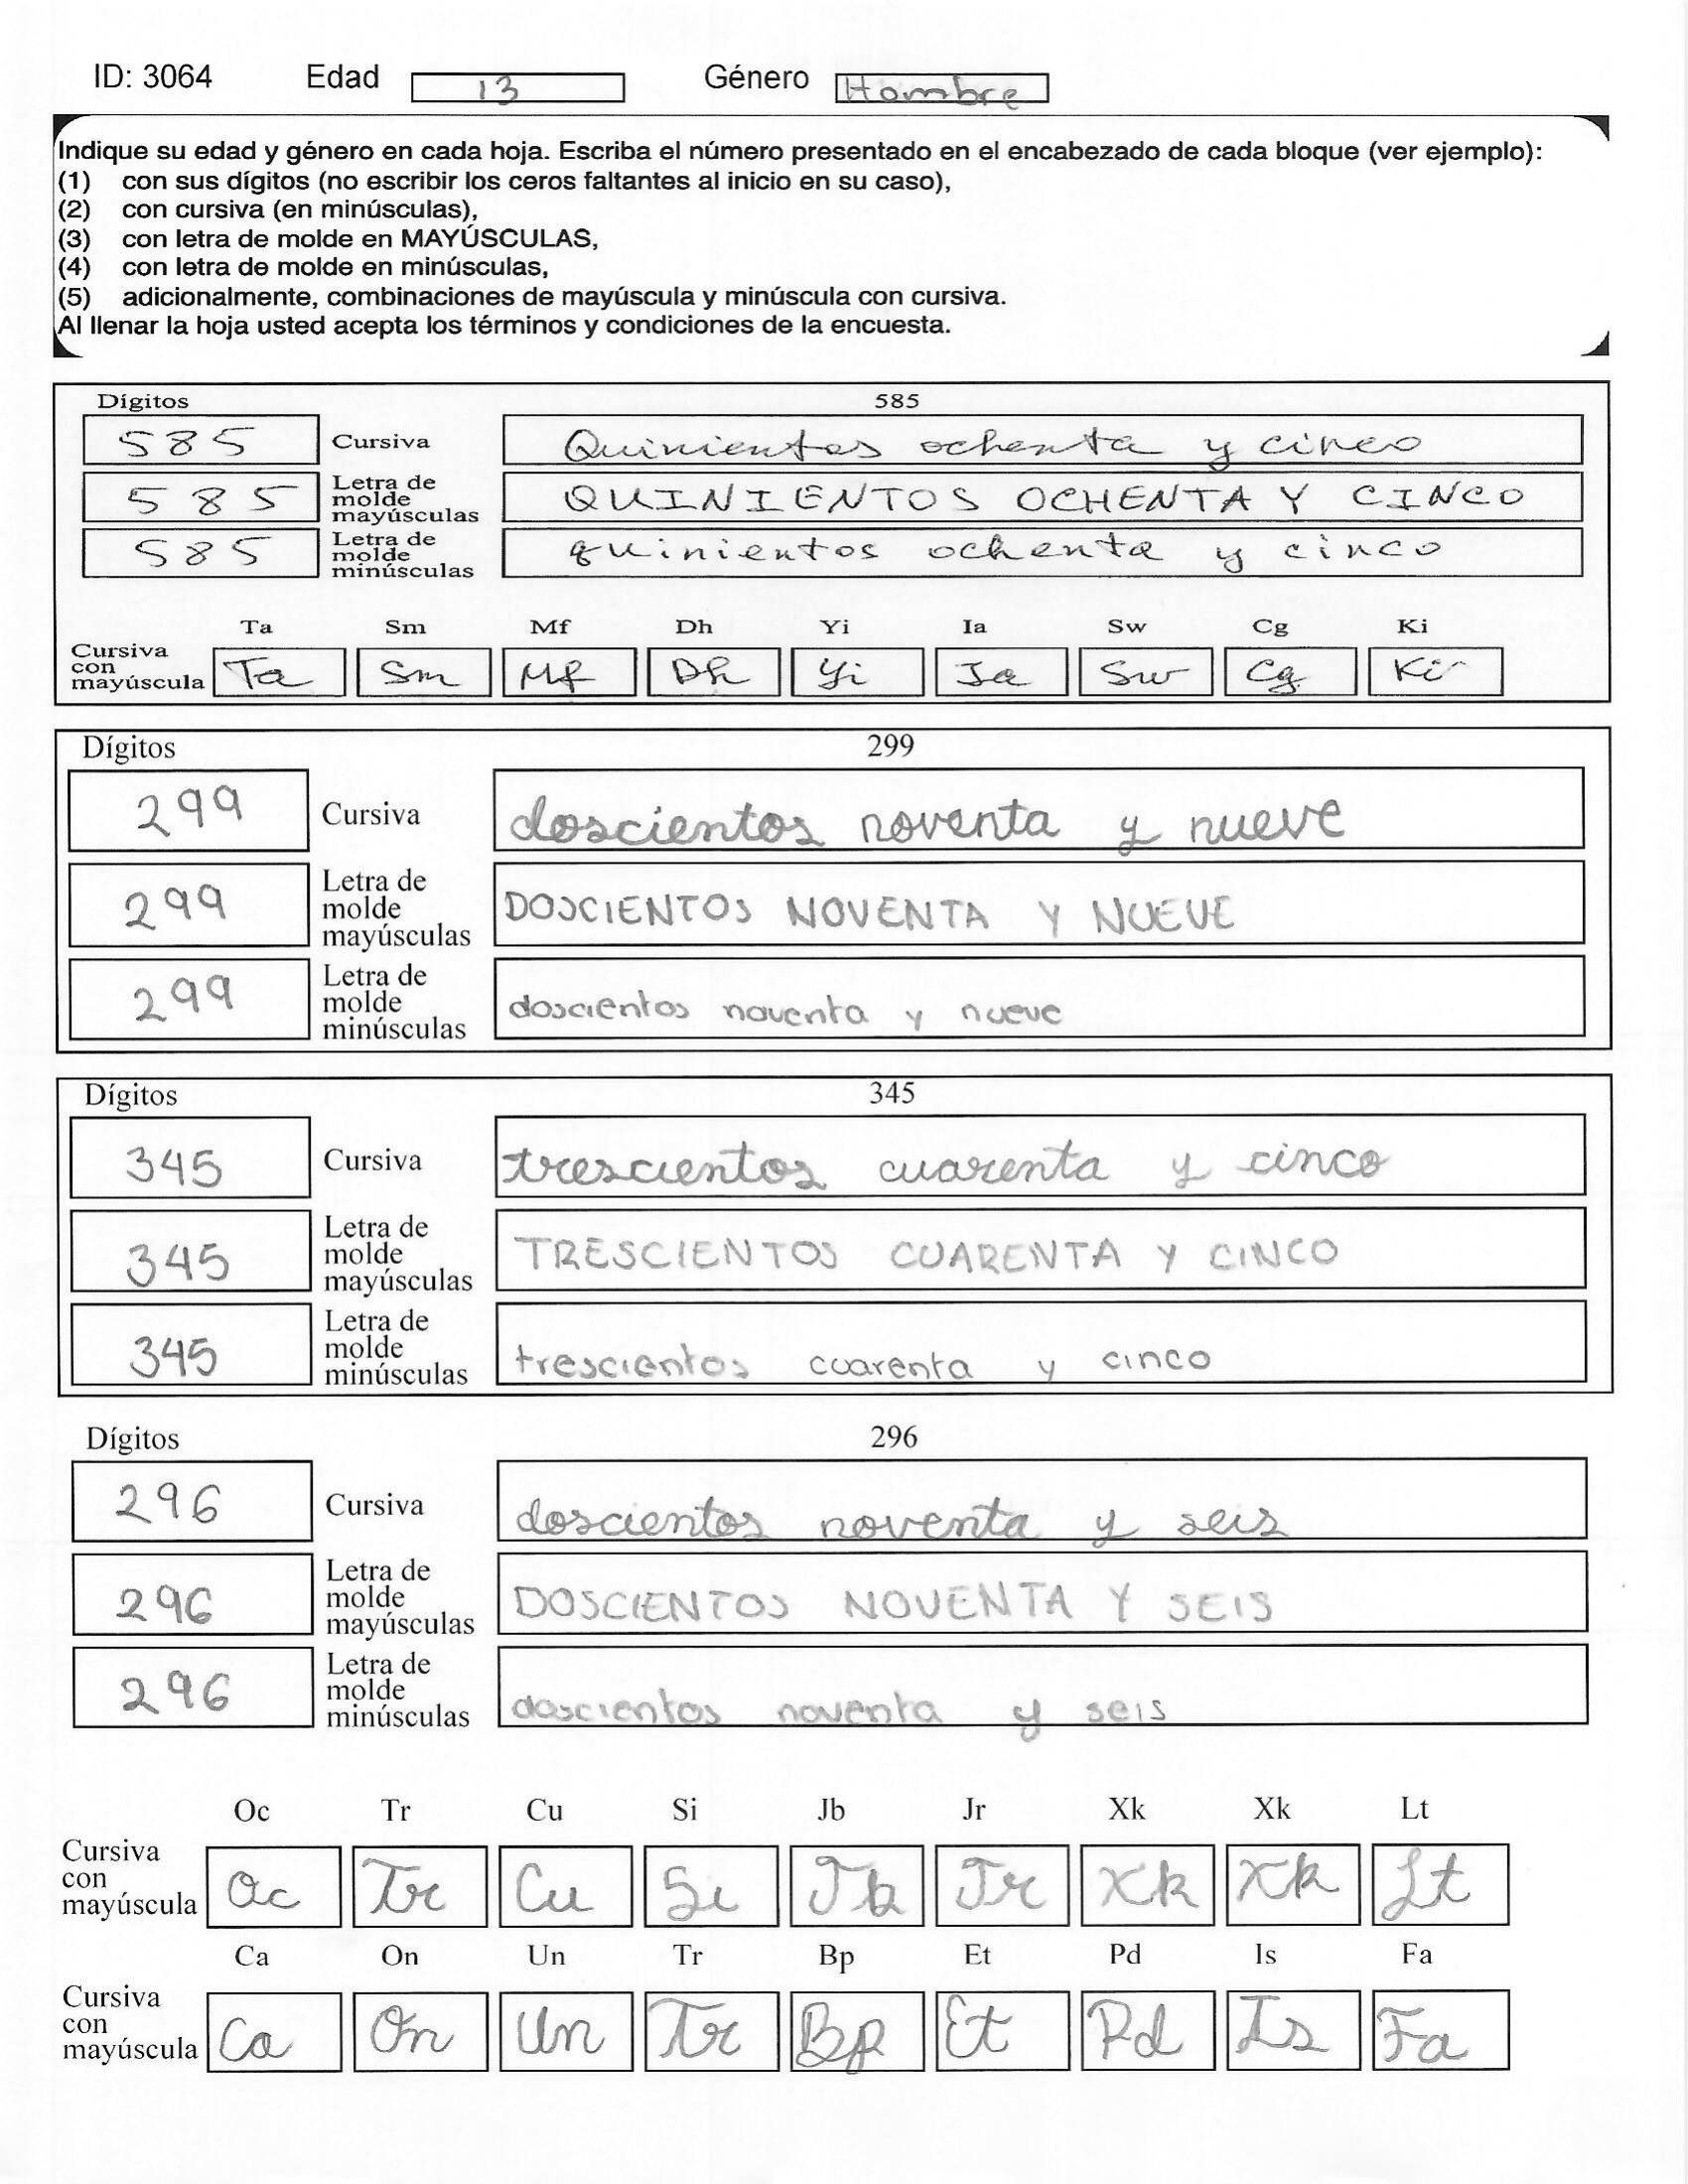 ID: 3064 Edad 13 Género Hombre
Indique su edad y género en cada hoja. Escriba el número presentado en el encabezado de cada bloque (ver ejemplo):
(1) con sus dígitos (no escribir los ceros faltantes al inicio en su caso),
(2) con cursiva (en minúsculas),
(3) con letra de molde en MAYÚSCULAS,
(4) con letra de molde en minúsculas,
(5) adicionalmente, combinaciones de mayúscula y minúscula con cursiva.
Al llenar la hoja usted acepta los términos y condiciones de la encuesta.
Dígitos 585
585 Cursiva Quinientos ochenta y cinco
585 Letra de molde mayúsculas QUINIENTOS OCHENTA Y CINCO
585 Letra de molde minúsculas quinientos ochenta y cinco
Ta Sm Mf Dh Yi Ia Sw Cg Ki
Cursiva con mayúscula Ta Sm Mf Dh Yi Ia Sw Cg Ki
Dígitos 299
299 Cursiva doscientos noventa y nueve
299 Letra de molde mayúsculas DOSCIENTOS NOVENTA Y NUEVE
299 Letra de molde minúsculas doscientos noventa y nueve
Dígitos 345
345 Cursiva trescientos cuarenta y cinco
345 Letra de molde mayúsculas TRESCIENTOS CUARENTA Y CINCO
345 Letra de molde minúsculas trescientos cuarenta y cinco
Dígitos 296
296 Cursiva doscientos noventa y seis
296 Letra de molde mayúsculas DOSCIENTOS NOVENTA Y SEIS
296 Letra de molde minúsculas doscientos noventa y seis
Oc Tr Cu Si Jb Jr Xk Xk Lt
Cursiva con mayúscula Oc Tr Cu Si Jb Jr Xk Xk Lt
Ca On Un Tr Bp Et Pd Is Fa
Cursiva con mayúscula Ca On Un Tr Bp Et Pd Is Fa